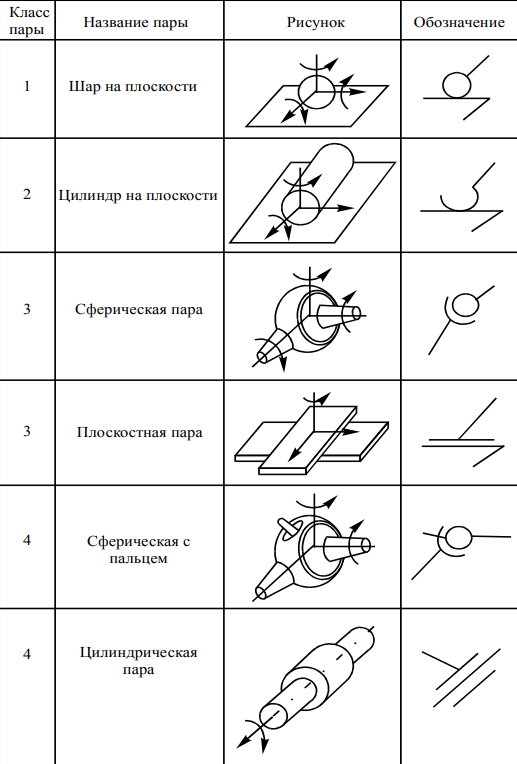 Класс
пары
Название пары
Рисунок
Обозначение
1
Шар на плоскости
2
Цилиндр на плоскости
3
Сферическая пара
3
Плоскостная пара
4
Сферическая с
пальцем
4
Цилиндрическая
пара